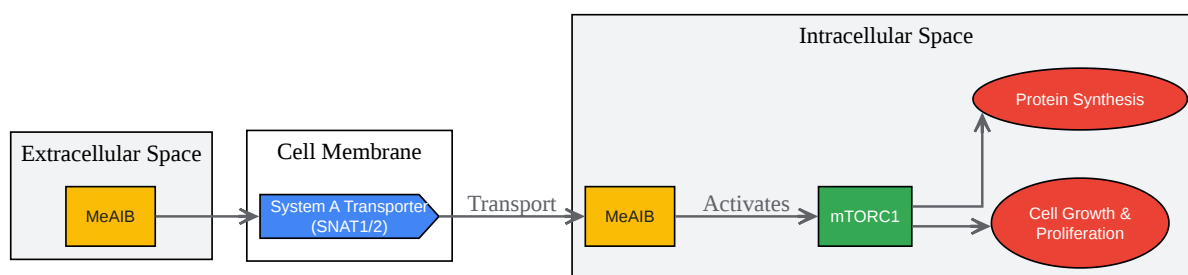 Intracellular Space
Protein Synthesis
Extracellular Space
Cell Membrane
MeAIB
System A Transporter
(SNAT1/2)
Transport
MeAIB
Activates
mTORC1
Cell Growth &
Proliferation